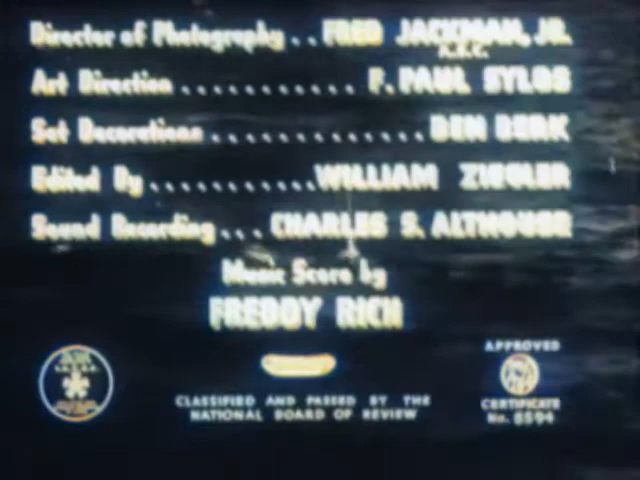 Director of Photography . . FRED JACKMAN, JR.
A.S.C.
Art Direction . . . . . . . . . . . F. PAUL SYLOS
Set Decorations . . . . . . . . . . . . . BEN BERK
Edited By . . . . . . . . . . . WILLIAM ZIEGLER
Sound Recording . . . CHARLES S. ALTHOUSE
Music Score by
FREDDY RICH
APPROVED
CLASSIFIED AND PASSED BY THE
NATIONAL BOARD OF REVIEW
CERTIFICATE
No. 8594